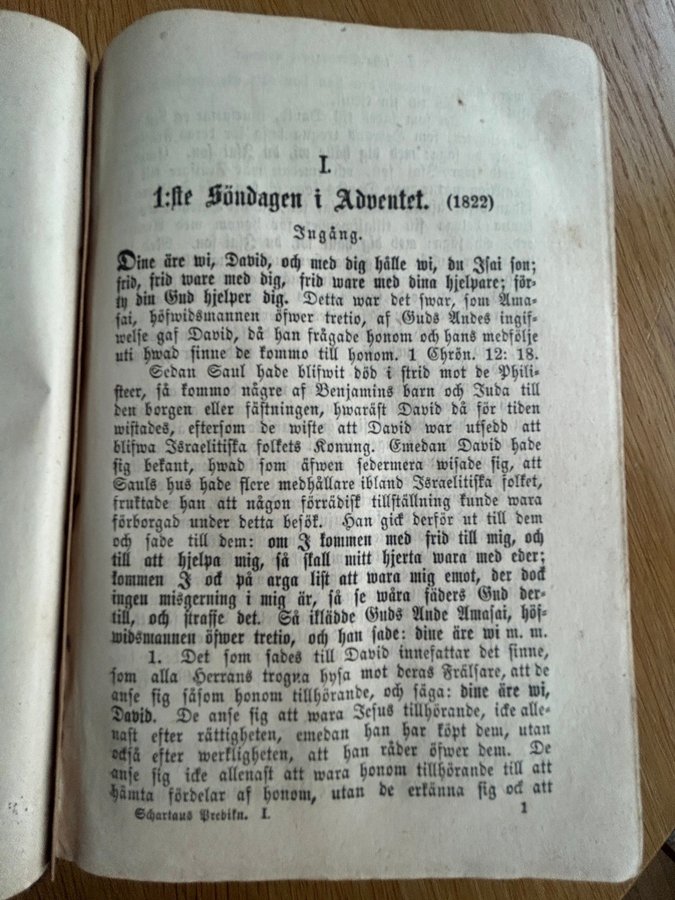 I.
1:ste Söndagen i Adventet. (1822)
Ingång.
Dine äre wi, David, och med dig hålle wi, du Isai son;
frid, frid ware med dig, frid ware med dina hjelpare; för-
ty din Gud hjelper dig. Detta war det swar, som Ama-
sai, höfwidsmannen öfwer tretio, af Guds Andes ingif-
welse gaf David, då han frågade honom och hans medfölje
uti hwad sinne de kommo till honom. 1 Chrön. 12: 18.
Sedan Saul hade blifwit död i strid mot de Phili-
steer, så kommo någre af Benjamins barn och Juda till
den borgen eller fästningen, hwaräst David då för tiden
wistades, eftersom de wiste att David war utsedd att
blifwa Israelitiska folkets Konung. Emedan David hade
sig bekant, hwad som äfwen sedermera wisade sig, att
Sauls hus hade flere medhållare ibland Israelitiska folket,
fruktade han att någon förrädisk tillställning kunde wara
förborgad under detta besök. Han gick derför ut till dem
och sade till dem: om I kommen med frid till mig, och
till att hjelpa mig, så skall mitt hjerta wara med eder;
kommen I ock på arga list att wara mig emot, der dock
ingen misgerning i mig är, så se wåra fäders Gud der-
till, och straffe det. Så iklädde Guds Ande Amasai, höf-
widsmannen öfwer tretio, och han sade: dine äre wi m. m.
1. Det som sades till David innefattar det sinne,
som alla Herrans trogna hysa mot deras Frälsare, att de
anse sig såsom honom tillhörande, och säga: dine äre wi,
David. De anse sig att wara Jesus tillhörande, icke alle-
nast efter rättigheten, emedan han har köpt dem, utan
också efter werkligheten, att han råder öfwer dem. De
anse sig icke allenast att wara honom tillhörande till att
hämta fördelar af honom, utan de erkänna sig ock att
Schartaus Predikn. I. 1